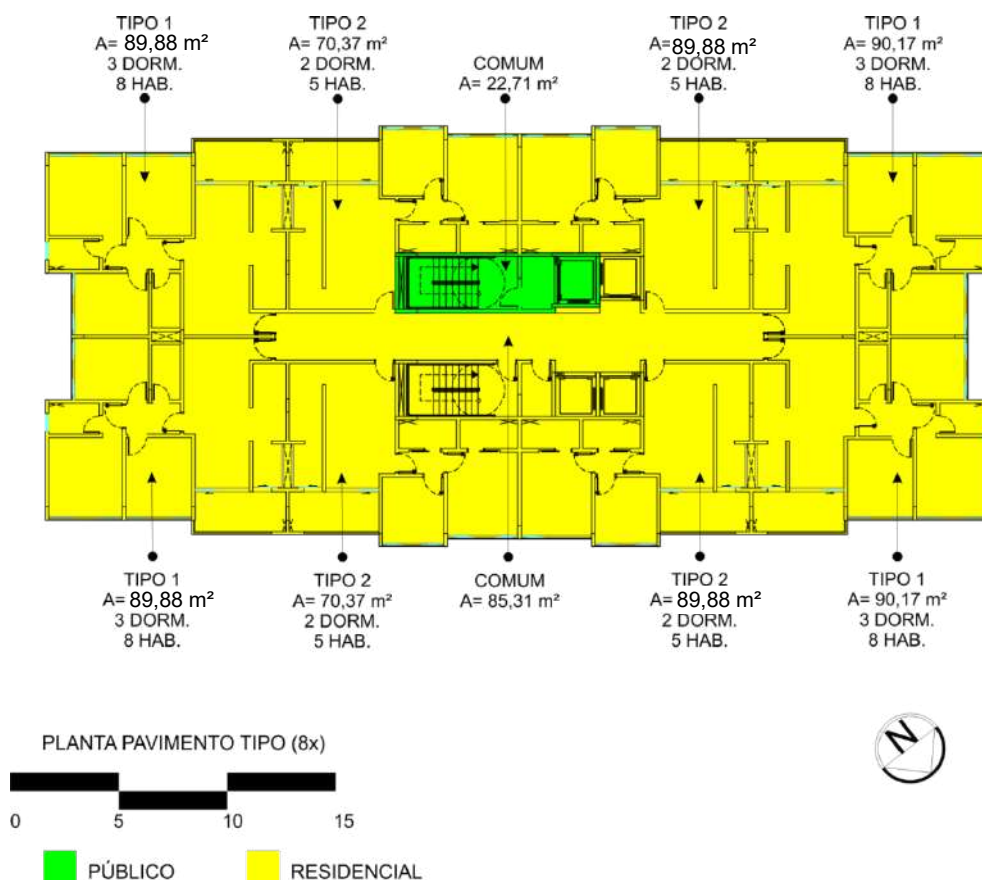 TIPO 1
A= 89,88 m²
3 DORM.
8 HAB.
TIPO 2
A= 70,37 m²
2 DORM.
5 HAB.
COMUM
A= 22,71 m²
TIPO 2
A= 89,88 m²
2 DORM.
5 HAB.
TIPO 1
A= 90,17 m²
3 DORM.
8 HAB.
TIPO 1
A= 89,88 m²
3 DORM.
8 HAB.
TIPO 2
A= 70,37 m²
2 DORM.
5 HAB.
COMUM
A= 85,31 m²
TIPO 2
A= 89,88 m²
2 DORM.
5 HAB.
TIPO 1
A= 90,17 m²
3 DORM.
8 HAB.
PLANTA PAVIMENTO TIPO (8x)
N
0 5 10 15
PÚBLICO RESIDENCIAL